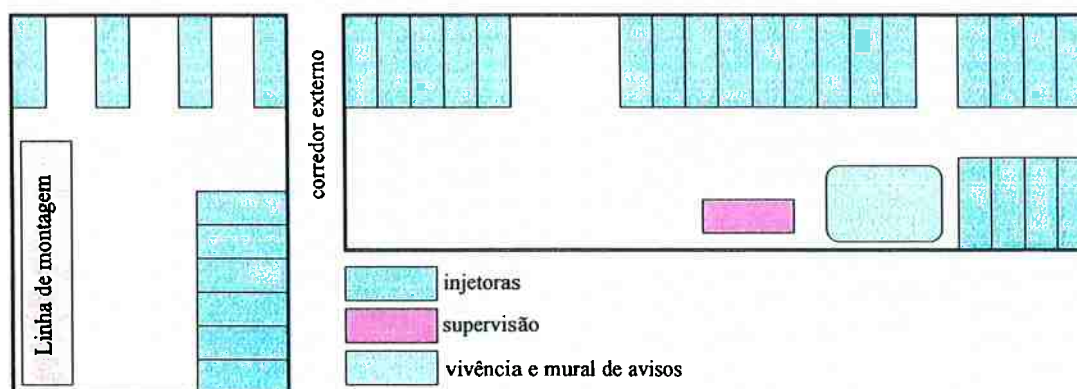 Linha de montagem
corredor externo
injetoras
supervisão
vivência e mural de avisos